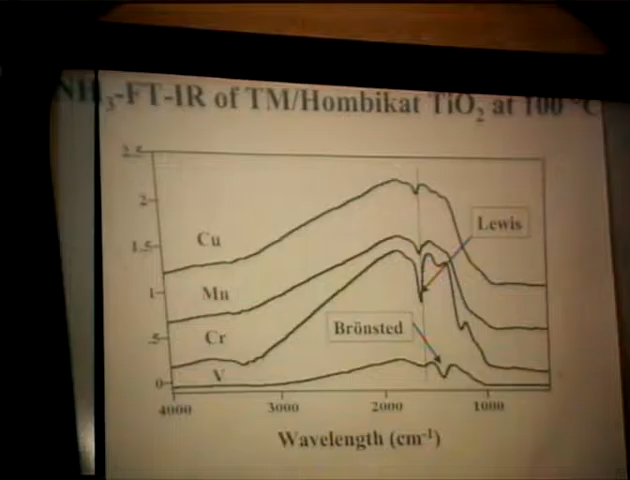 NH3-FT-IR of TM/Hombikat TiO2 at 100 °C
2.5
2
1.5
1
.5
0
Cu
Mn
Cr
V
Lewis
Brönsted
4000 3000 2000 1000
Wavelength (cm-1)